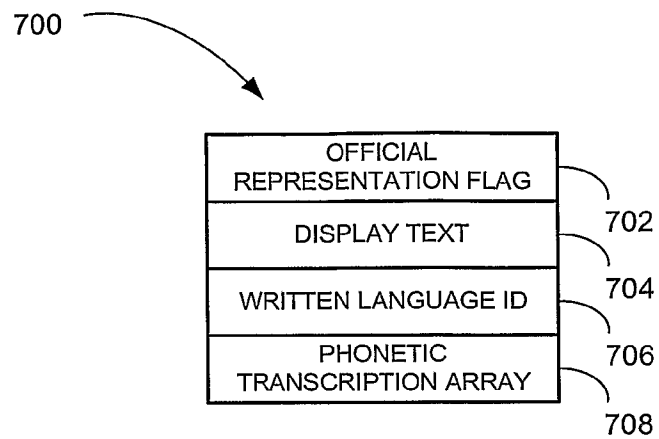 700
OFFICIAL
REPRESENTATION FLAG
702
DISPLAY TEXT
704
WRITTEN LANGUAGE ID
706
PHONETIC
TRANSCRIPTION ARRAY
708